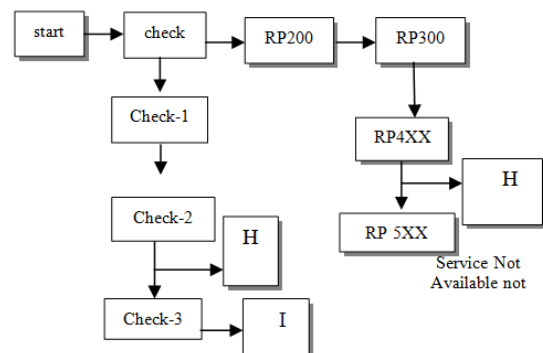 start
check
RP200
RP300
Check-1
RP4XX
H
Check-2
H
RP 5XX
Service Not
Available not
Check-3
I